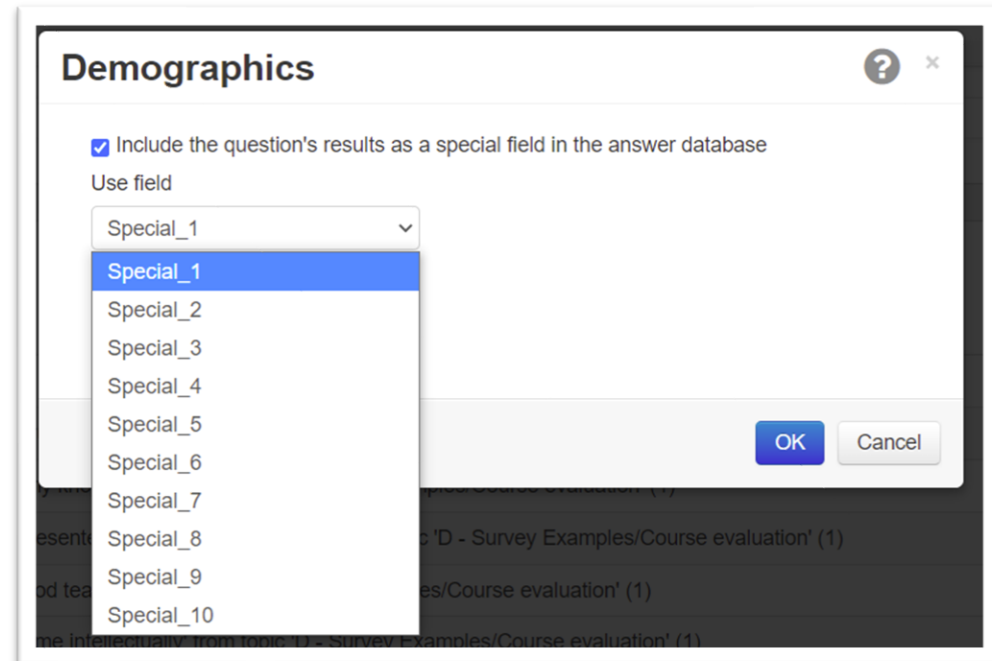 Demographics
?
×
Include the question's results as a special field in the answer database
Use field
Special_1
Special_1
Special_2
Special_3
Special_4
Special_5
Special_6
Special_7
Special_8
Special_9
Special_10
OK
Cancel
c 'D - Survey Examples/Course evaluation' (1)
es/Course evaluation' (1)
me intellectually' from topic 'D - Survey Examples/Course evaluation' (1)